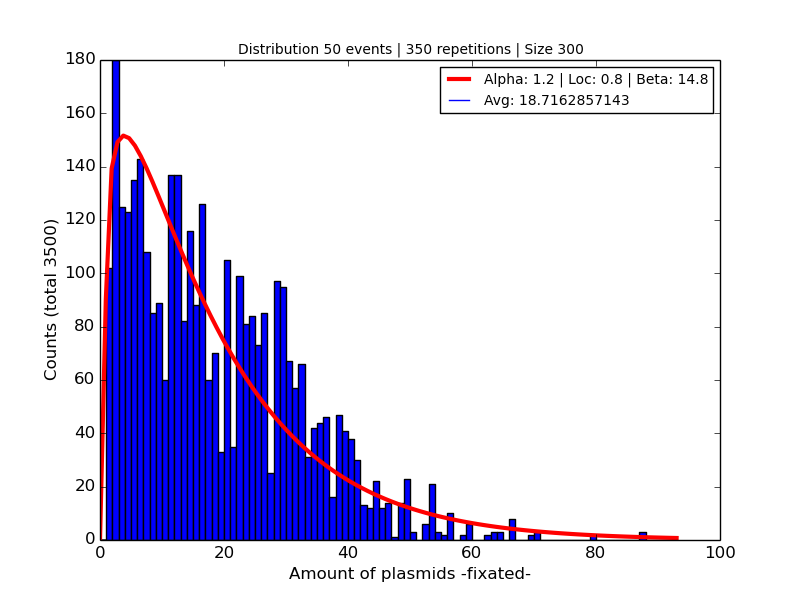 Distribution 50 events | 350 repetitions | Size 300
Alpha: 1.2 | Loc: 0.8 | Beta: 14.8
Avg: 18.7162857143
180
160
140
120
100
80
60
40
20
0
Counts (total 3500)
0 20 40 60 80 100
Amount of plasmids -fixated-